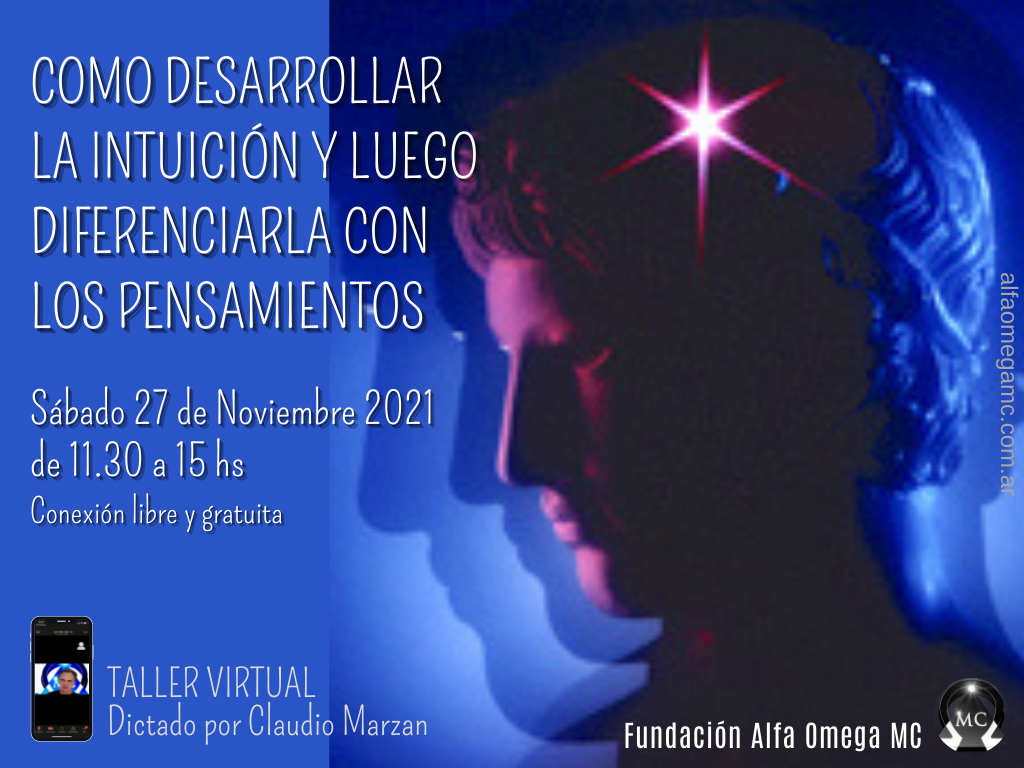 COMO DESARROLLAR
LA INTUICIÓN Y LUEGO
DIFERENCIARLA CON
LOS PENSAMIENTOS
Sábado 27 de Noviembre 2021
de 11.30 a 15 hs
Conexión libre y gratuita
TALLER VIRTUAL
Dictado por Claudio Marzan
alfaomegamc.com.ar
Fundación Alfa Omega MC
MC